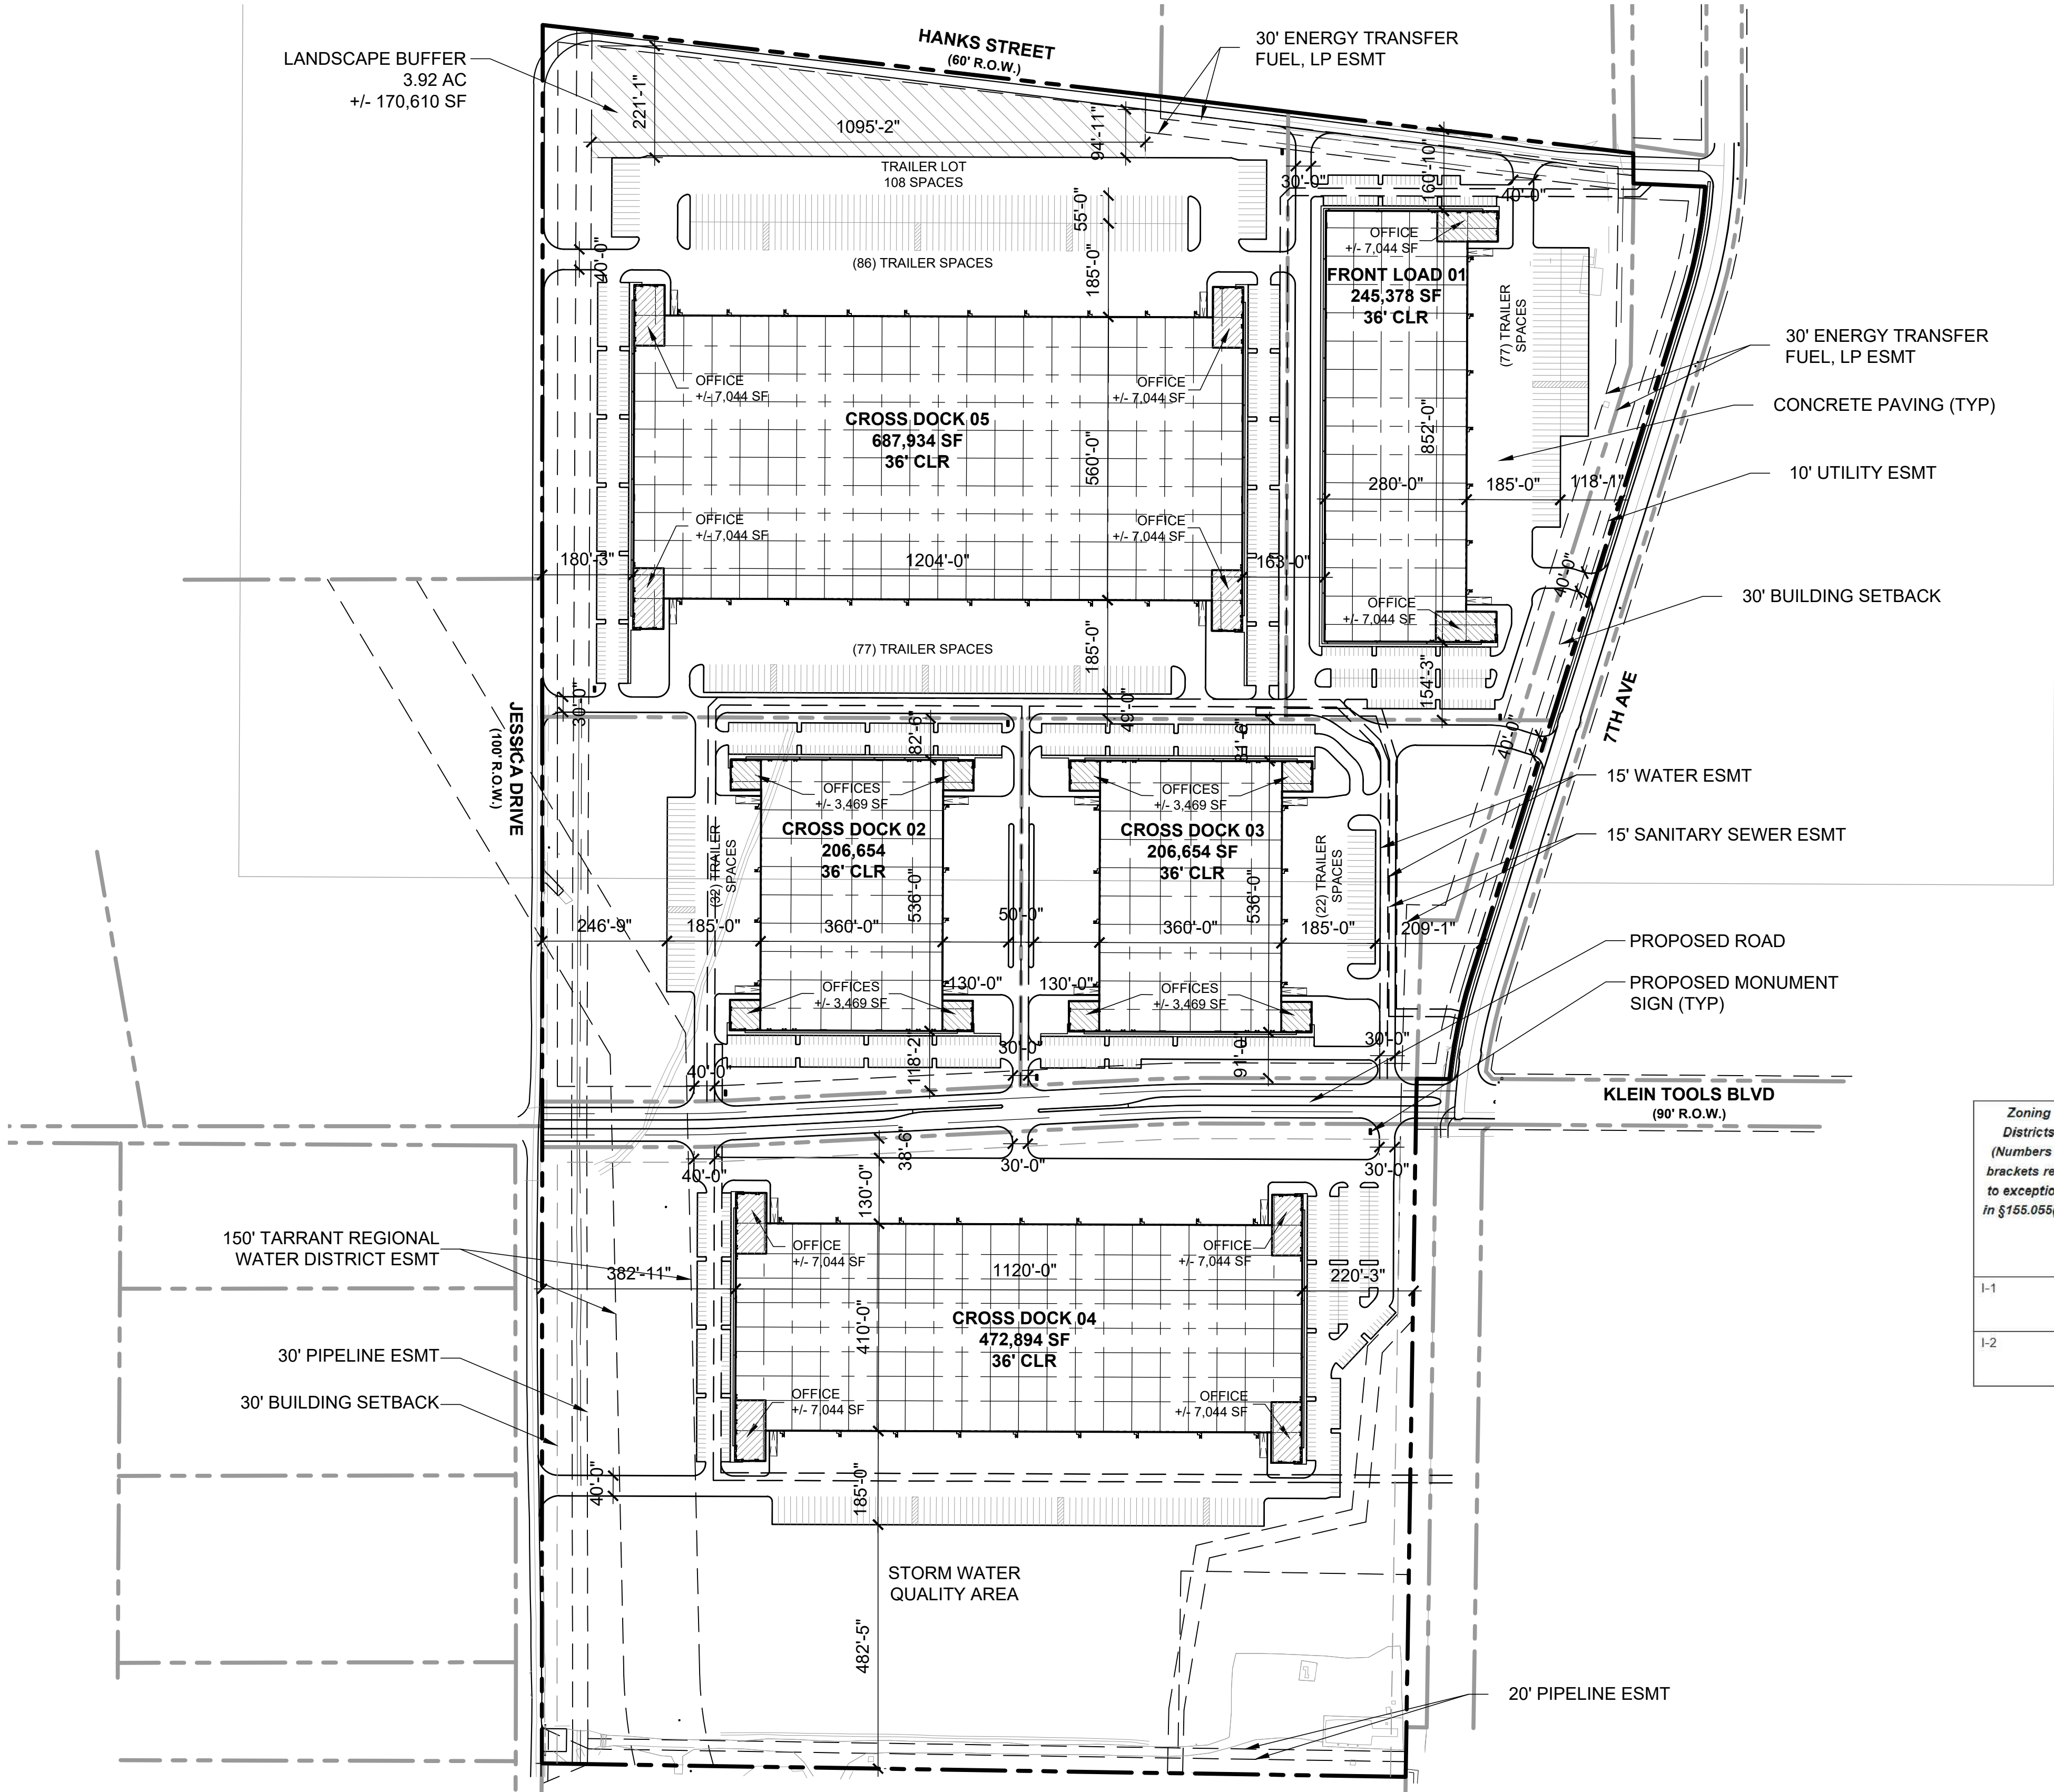 HANKS STREET
(60' R.O.W.)
30' ENERGY TRANSFER
FUEL, LP ESMT
LANDSCAPE BUFFER
3.92 AC
+/- 170,610 SF
221'-1"
1095'-2"
94'-11"
160'-10"
TRAILER LOT
108 SPACES
30'-0"
40'-0"
55'-0"
(86) TRAILER SPACES
40'-0"
185'-0"
OFFICE
+/- 7,044 SF
FRONT LOAD 01
245,378 SF
36' CLR
(77) TRAILER
SPACES
30' ENERGY TRANSFER
FUEL, LP ESMT
OFFICE
+/- 7,044 SF
OFFICE
+/- 7,044 SF
CONCRETE PAVING (TYP)
CROSS DOCK 05
687,934 SF
36' CLR
852'-0"
560'-0"
280'-0"
185'-0"
118'-1"
10' UTILITY ESMT
OFFICE
+/- 7,044 SF
OFFICE
+/- 7,044 SF
180'-3"
1204'-0"
163'-0"
40'-0"
30' BUILDING SETBACK
OFFICE
+/- 7,044 SF
(77) TRAILER SPACES
185'-0"
154'-3"
30'-0"
49'-0"
JESSICA DRIVE
(100' R.O.W.)
7TH AVE
82'-6"
81'-6"
40'-0"
OFFICES
+/- 3,469 SF
OFFICES
+/- 3,469 SF
15' WATER ESMT
CROSS DOCK 02
206,654
36' CLR
CROSS DOCK 03
206,654 SF
36' CLR
15' SANITARY SEWER ESMT
(32) TRAILER
SPACES
(22) TRAILER
SPACES
536'-0"
536'-0"
246'-9"
185'-0"
360'-0"
50'-0"
360'-0"
185'-0"
209'-1"
PROPOSED ROAD
130'-0"
130'-0"
OFFICES
+/- 3,469 SF
OFFICES
+/- 3,469 SF
PROPOSED MONUMENT
SIGN (TYP)
118'-2"
30'-0"
91'-0"
30'-0"
40'-0"
KLEIN TOOLS BLVD
(90' R.O.W.)
Zoning
Districts
(Numbers
brackets re
to exceptio
in §155.055(
I-1
I-2
38'-6"
40'-0"
30'-0"
30'-0"
130'-0"
150' TARRANT REGIONAL
WATER DISTRICT ESMT
OFFICE
+/- 7,044 SF
OFFICE
+/- 7,044 SF
382'-11"
1120'-0"
220'-3"
CROSS DOCK 04
472,894 SF
36' CLR
410'-0"
30' PIPELINE ESMT
30' BUILDING SETBACK
OFFICE
+/- 7,044 SF
OFFICE
+/- 7,044 SF
40'-0"
185'-0"
STORM WATER
QUALITY AREA
482'-5"
20' PIPELINE ESMT